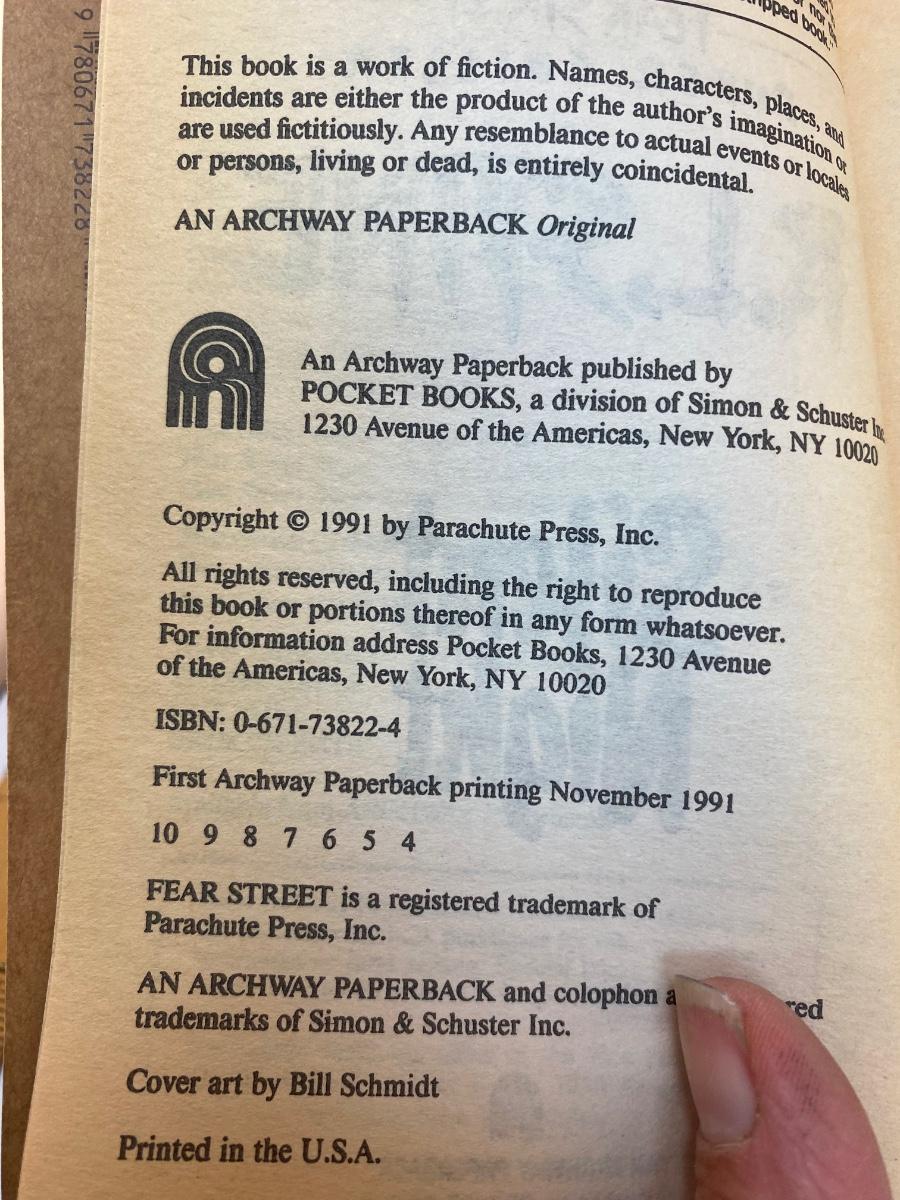 stripped book."
9 780671 738228
This book is a work of fiction. Names, characters, places, and
incidents are either the product of the author's imagination or
are used fictitiously. Any resemblance to actual events or locales
or persons, living or dead, is entirely coincidental.
AN ARCHWAY PAPERBACK Original
An Archway Paperback published by
POCKET BOOKS, a division of Simon & Schuster Inc.
1230 Avenue of the Americas, New York, NY 10020
Copyright © 1991 by Parachute Press, Inc.
All rights reserved, including the right to reproduce
this book or portions thereof in any form whatsoever.
For information address Pocket Books, 1230 Avenue
of the Americas, New York, NY 10020
ISBN: 0-671-73822-4
First Archway Paperback printing November 1991
10 9 8 7 6 5 4
FEAR STREET is a registered trademark of
Parachute Press, Inc.
AN ARCHWAY PAPERBACK and colophon
trademarks of Simon & Schuster Inc.
Cover art by Bill Schmidt
Printed in the U.S.A.